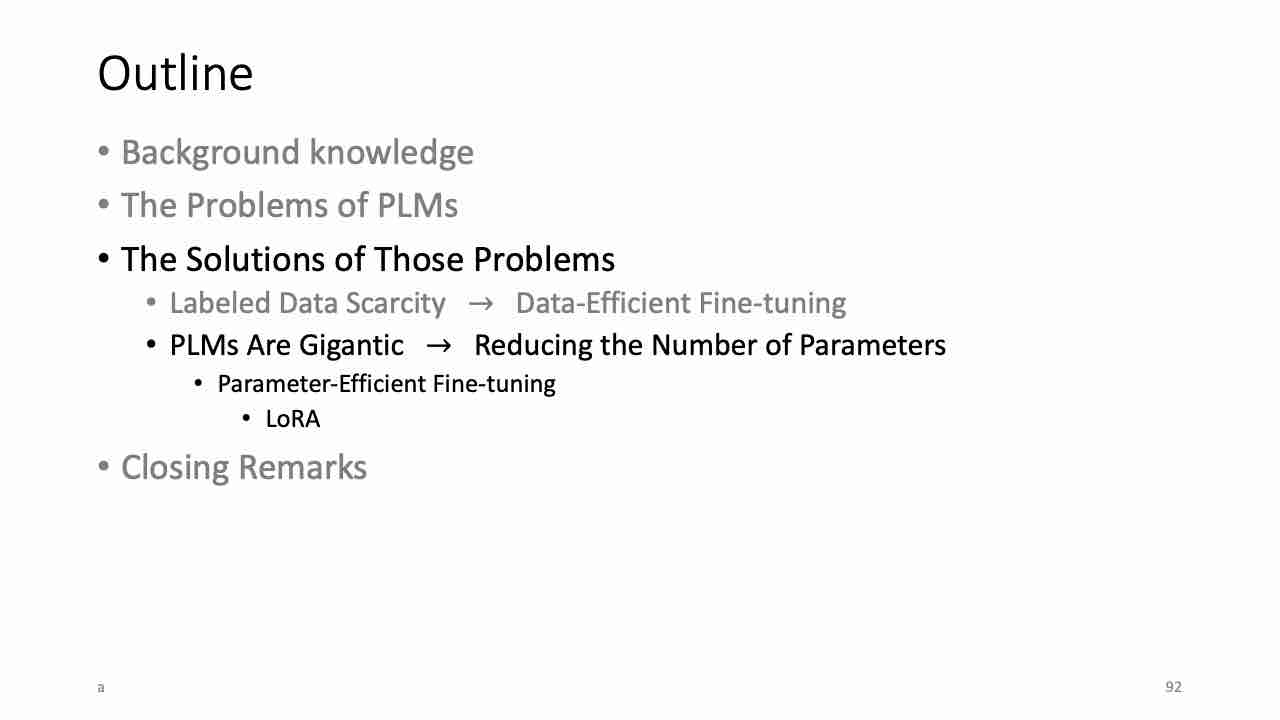 Outline
• Background knowledge
• The Problems of PLMs
• The Solutions of Those Problems
• Labeled Data Scarcity → Data-Efficient Fine-tuning
• PLMs Are Gigantic → Reducing the Number of Parameters
• Parameter-Efficient Fine-tuning
• LoRA
• Closing Remarks
a
92